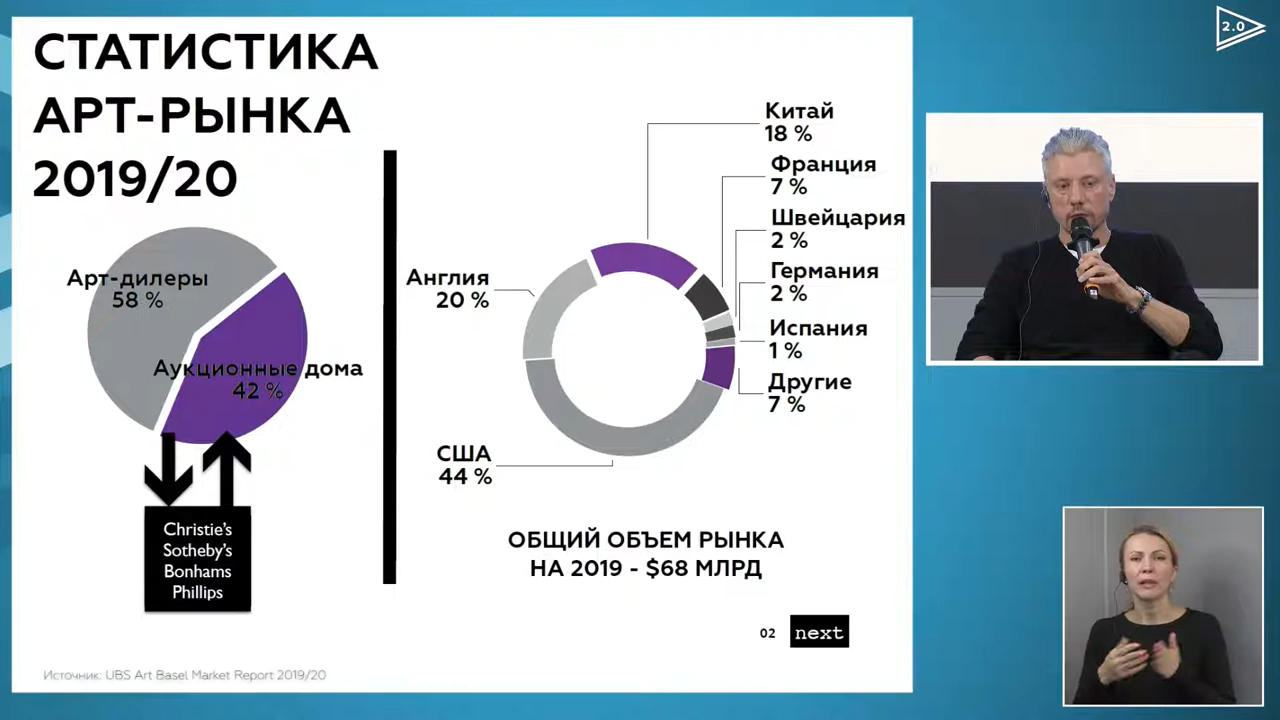 СТАТИСТИКА
АРТ-РЫНКА
2019/20
Арт-дилеры
58 %
Аукционные дома
42 %
Christie's
Sotheby's
Bonhams
Phillips
Китай
18 %
Франция
7 %
Швейцария
2 %
Германия
2 %
Испания
1 %
Другие
7 %
Англия
20 %
США
44 %
ОБЩИЙ ОБЪЕМ РЫНКА
НА 2019 - $68 МЛРД
02
next
Источник: UBS Art Basel Market Report 2019/20
2.0